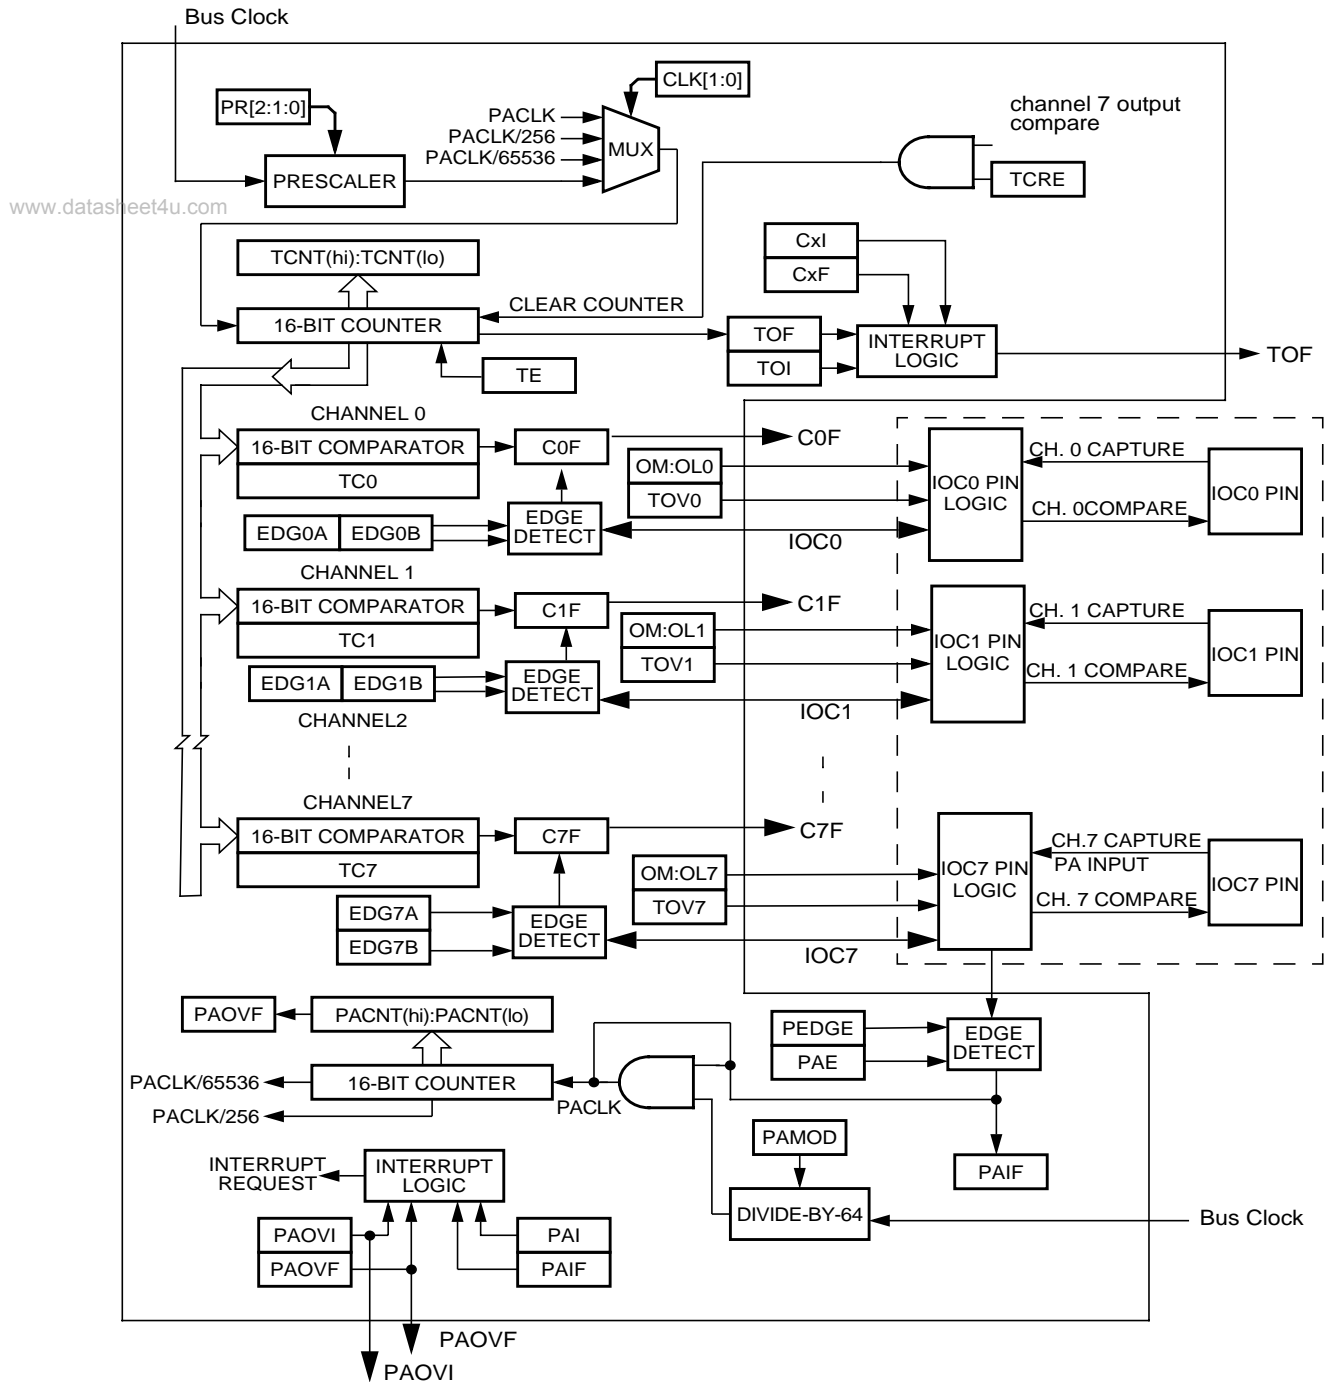 Bus Clock
CLK[1:0]
PR[2:1:0]
PACLK
PACLK/256
PACLK/65536
MUX
channel 7 output
compare
PRESCALER
TCRE
www.datasheet4u.com
TCNT(hi):TCNT(lo)
CxI
CxF
CLEAR COUNTER
16-BIT COUNTER
TOF
TOI
INTERRUPT
LOGIC
TOF
TE
CHANNEL 0
16-BIT COMPARATOR
TC0
C0F
C0F
OM:OL0
TOV0
IOC0 PIN
LOGIC
CH. 0 CAPTURE
CH. 0COMPARE
IOC0 PIN
EDG0A
EDG0B
EDGE
DETECT
IOC0
CHANNEL 1
16-BIT COMPARATOR
TC1
C1F
C1F
OM:OL1
TOV1
IOC1 PIN
LOGIC
CH. 1 CAPTURE
CH. 1 COMPARE
IOC1 PIN
EDG1A
EDG1B
EDGE
DETECT
IOC1
CHANNEL2
CHANNEL7
16-BIT COMPARATOR
TC7
C7F
C7F
OM:OL7
TOV7
IOC7 PIN
LOGIC
CH.7 CAPTURE
PA INPUT
CH. 7 COMPARE
IOC7 PIN
EDG7A
EDG7B
EDGE
DETECT
IOC7
PAOVF
PACNT(hi):PACNT(lo)
PEDGE
PAE
EDGE
DETECT
PACLK/65536
16-BIT COUNTER
PACLK
PACLK/256
PAMOD
PAIF
INTERRUPT
REQUEST
INTERRUPT
LOGIC
DIVIDE-BY-64
Bus Clock
PAOVI
PAOVF
PAI
PAIF
PAOVF
PAOVI